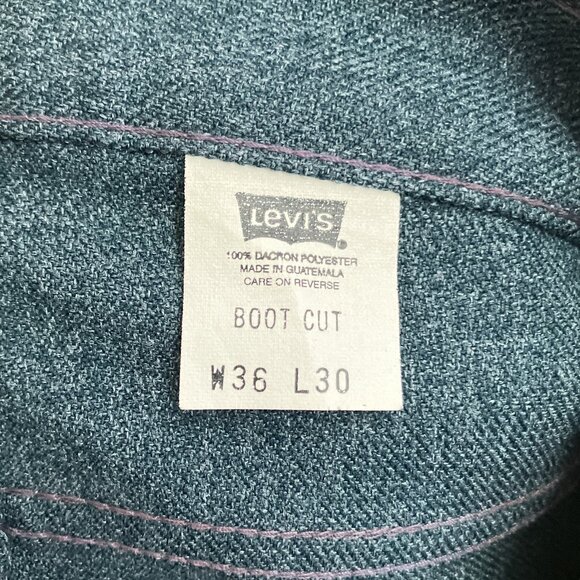 LEVI'S
®
100% DACRON POLYESTER
MADE IN GUATEMALA
CARE ON REVERSE
BOOT CUT
W36 L30